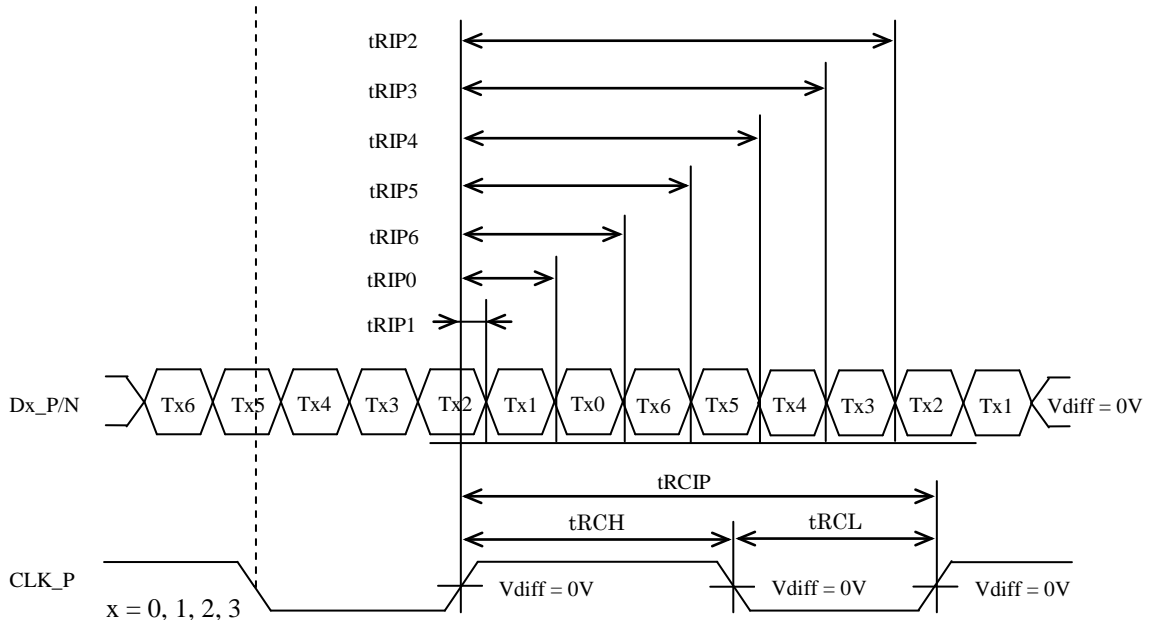 tRIP2
tRIP3
tRIP4
tRIP5
tRIP6
tRIP0
tRIP1
Dx_P/N Tx6 Tx5 Tx4 Tx3 Tx2 Tx1 Tx0 Tx6 Tx5 Tx4 Tx3 Tx2 Tx1 Vdiff = 0V
tRCIP
tRCH tRCL
CLK_P Vdiff = 0V Vdiff = 0V Vdiff = 0V
x = 0, 1, 2, 3